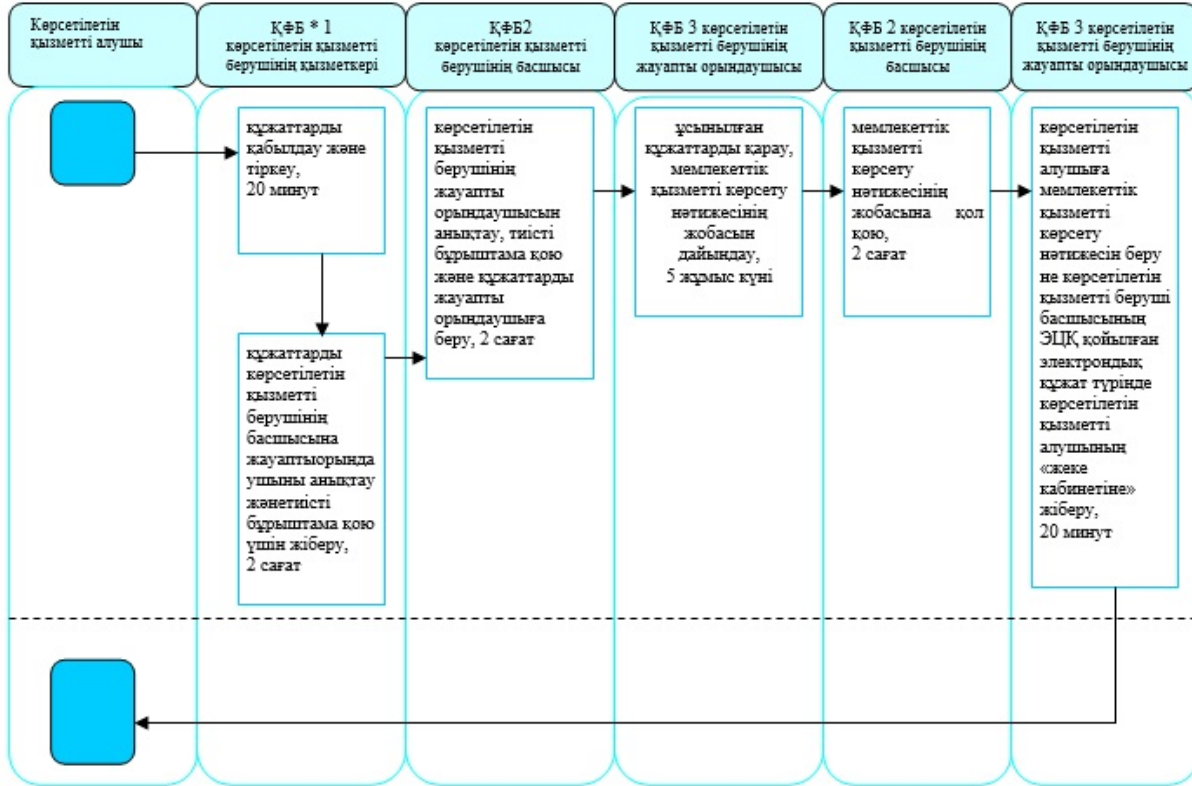 Көрсетілетін
қызметті алушы
ҚФБ * 1
көрсетілетін қызметті
берушінің қызметкері
ҚФБ2
көрсетілетін қызметті
берушінің басшысы
ҚФБ 3 көрсетілетін
қызметті берушінің
жауапты орындаушысы
ҚФБ 2 көрсетілетін
қызметті берушінің
басшысы
ҚФБ 3 көрсетілетін
қызметті берушінің
жауапты орындаушысы
құжаттарды
қабылдау және
тіркеу,
20 минут
құжаттарды
көрсетілетін
қызметті
берушінің
басшысына
жауаптыорында
ушыны анықтау
жәнетиісті
бұрыштама қою
үшін жіберу,
2 сағат
көрсетілетін
қызметті
берушінің
жауапты
орындаушысын
анықтау, тиісті
бұрыштама қою
және құжаттарды
жауапты
орындаушыға
беру, 2 сағат
ұсынылған
құжаттарды қарау,
мемлекеттік
қызметті көрсету
нәтижесінің
жобасын
дайындау,
5 жұмыс күні
мемлекеттік
қызметті
көрсету
нәтижесінің
жобасына қол
қою,
2 сағат
көрсетілетін
қызметті
алушыға
мемлекеттік
қызметті
көрсету
нәтижесін беру
не көрсетілетін
қызметті беруші
басшысының
ЭЦҚ қойылған
электрондық
құжат түрінде
көрсетілетін
қызметті
алушының
«жеке
кабинетіне»
жіберу,
20 минут